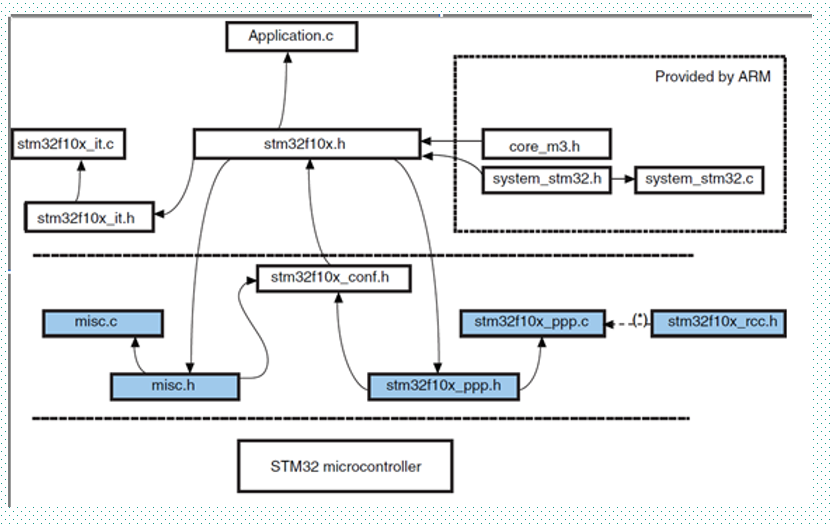 Application.c
Provided by ARM
stm32f10x_it.c
stm32f10x.h
core_m3.h
system_stm32.h
system_stm32.c
stm32f10x_it.h
stm32f10x_conf.h
misc.c
stm32f10x_ppp.c
(*)
stm32f10x_rcc.h
misc.h
stm32f10x_ppp.h
STM32 microcontroller